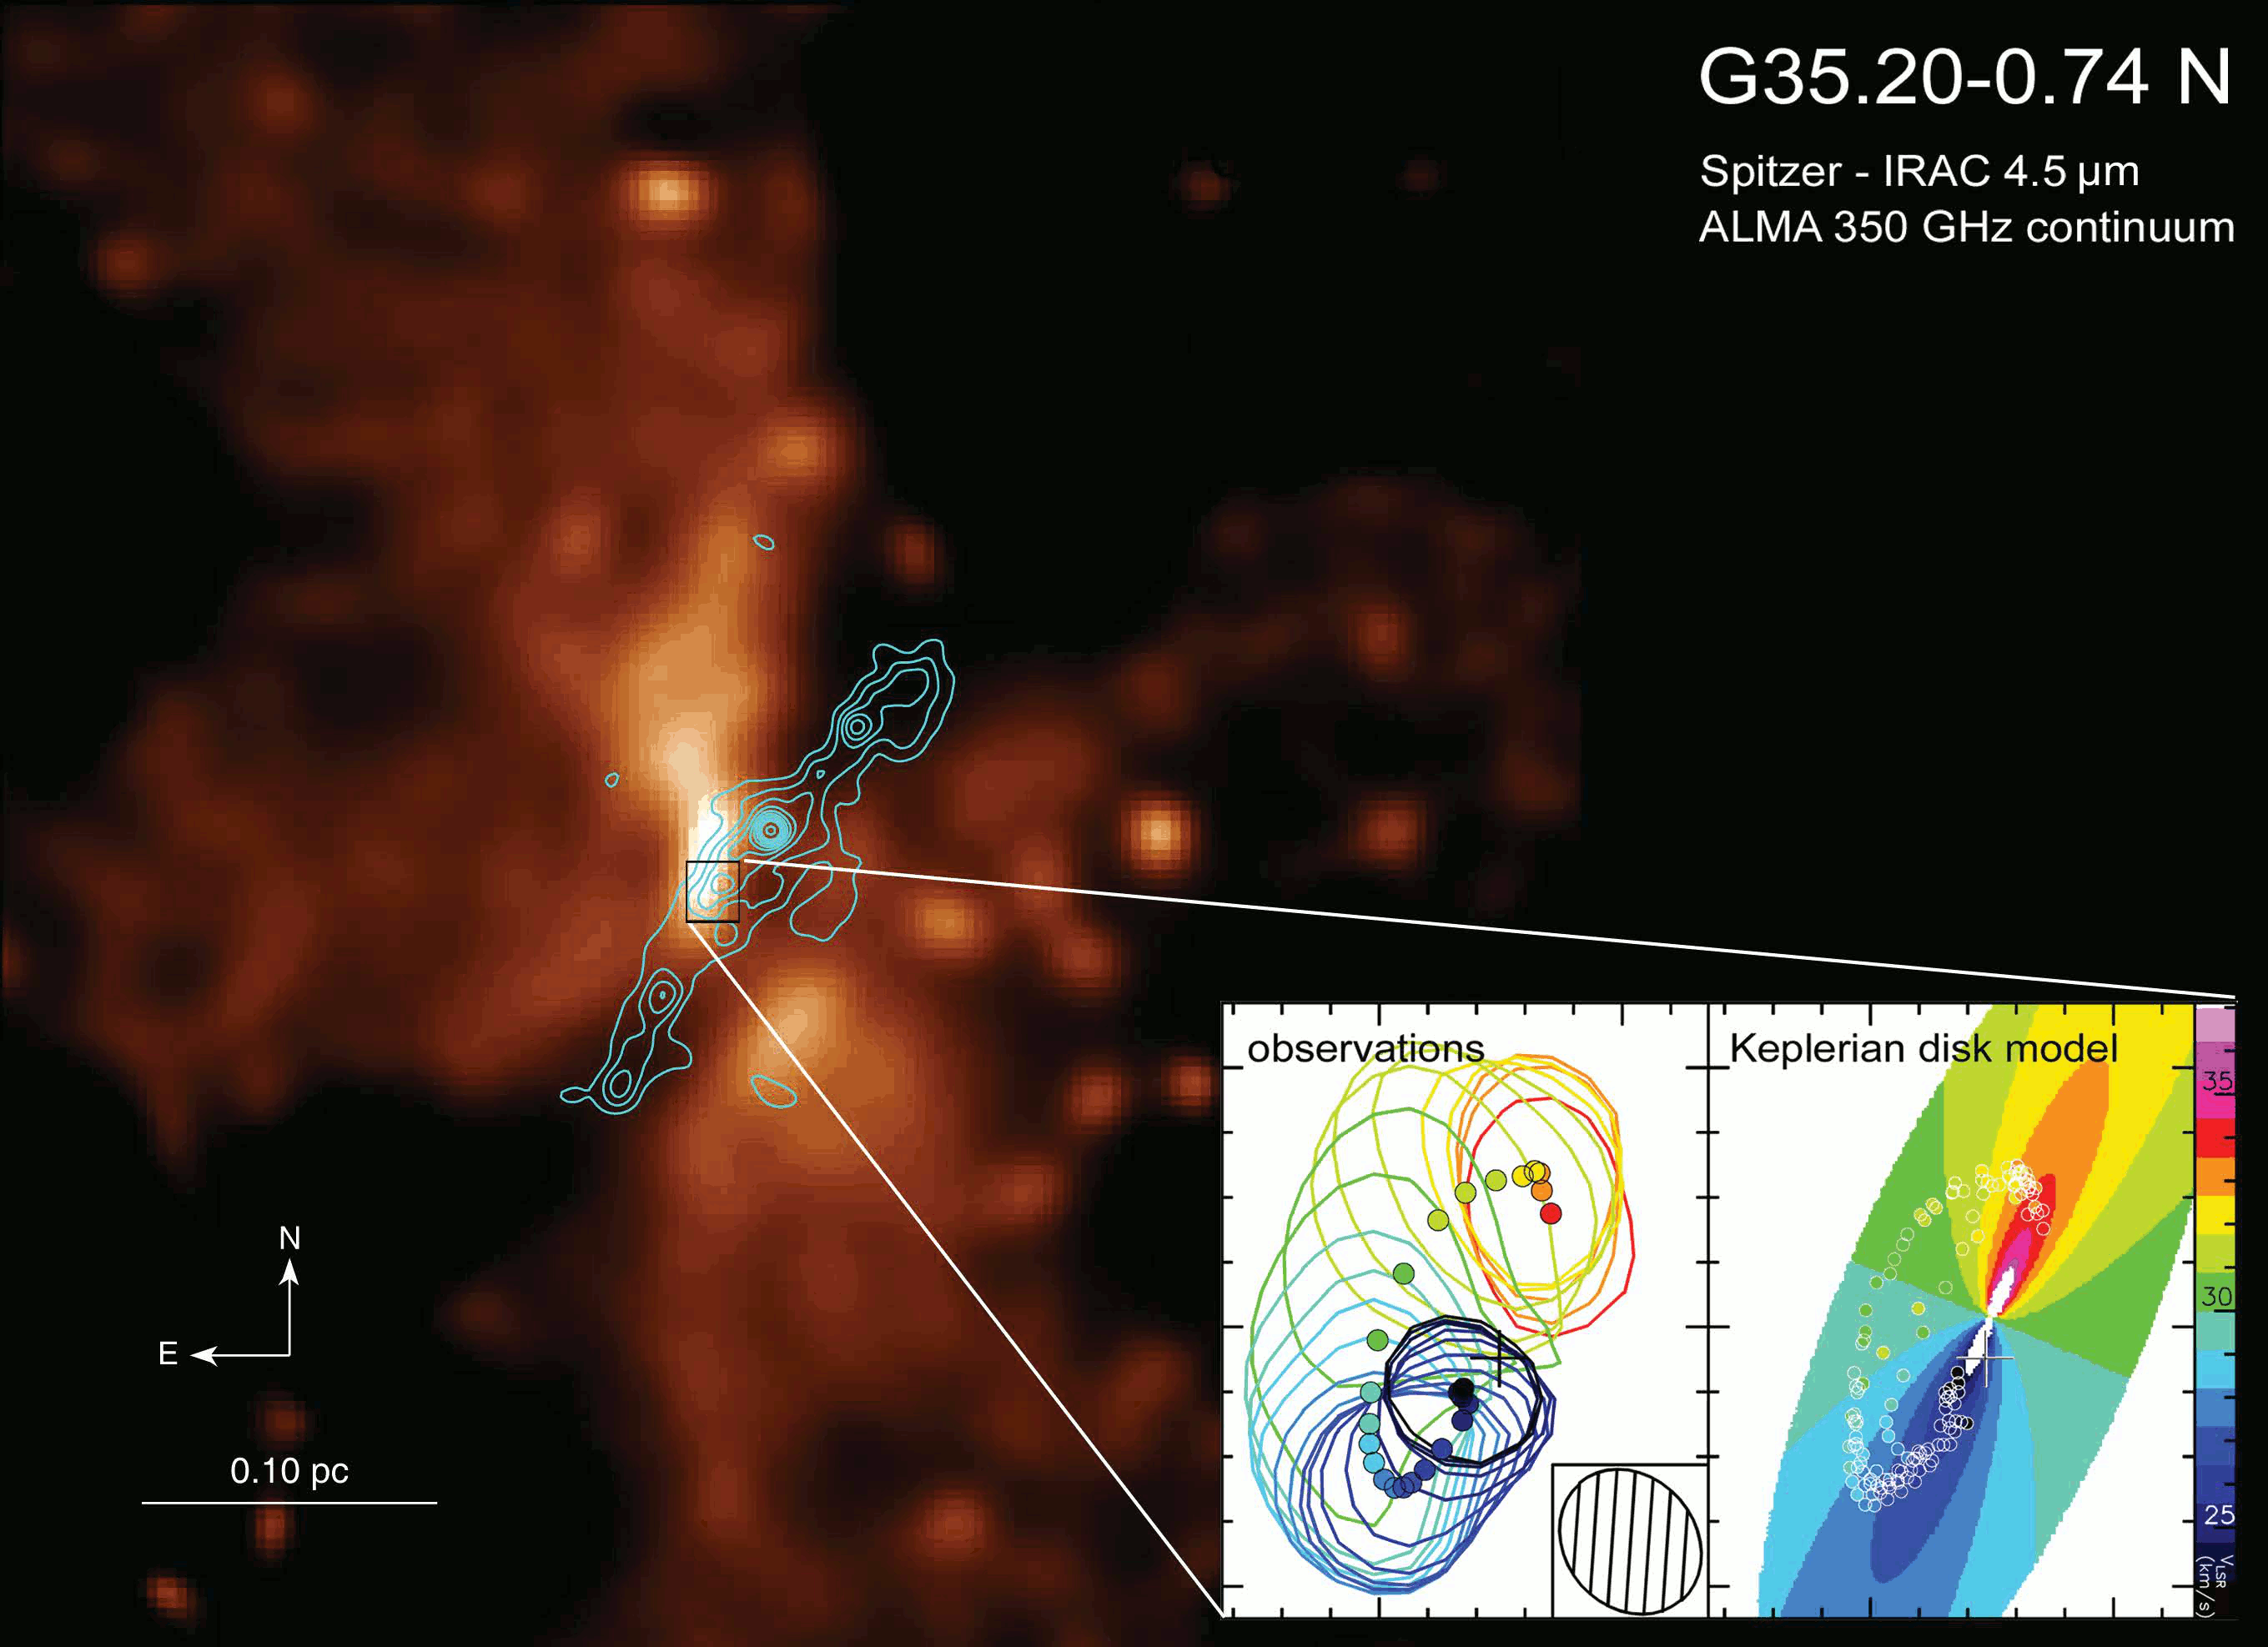 G35.20-0.74 N
Spitzer - IRAC 4.5 µm
ALMA 350 GHz continuum
observations
Keplerian disk model
35
30
25
VLSR
(km/s)
N
E
0.10 pc